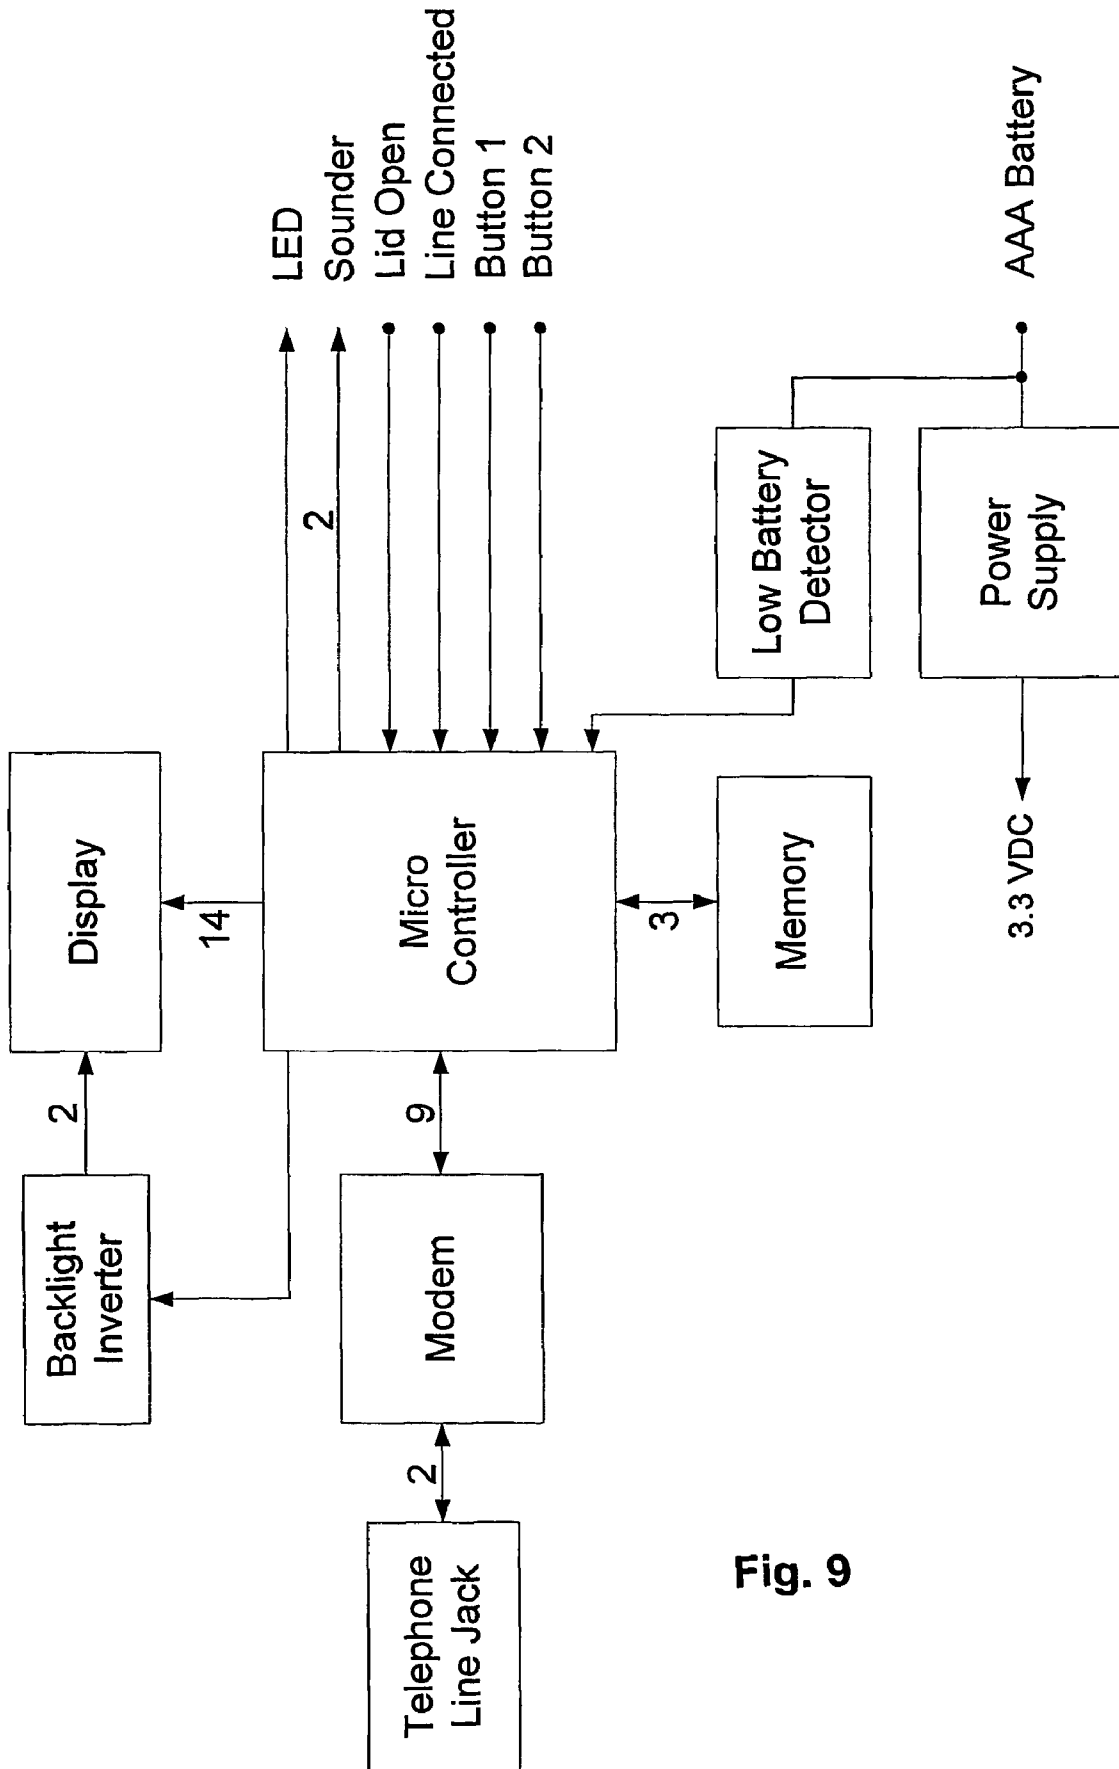 Telephone
Line Jack
2
Modem
9
Backlight
Inverter
2
Display
14
Micro
Controller
3
Memory
LED
2
Sounder
Lid Open
Line Connected
Button 1
Button 2
Low Battery
Detector
Power
Supply
3.3 VDC
AAA Battery
Fig. 9